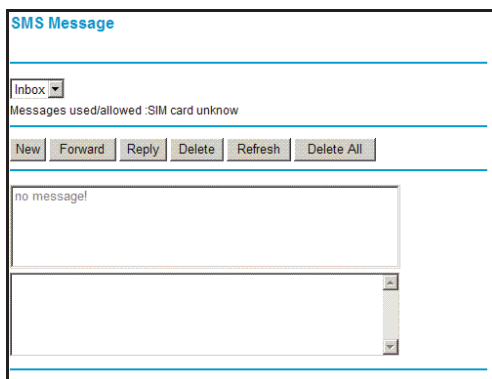 SMS Message
Inbox
Messages used/allowed :SIM card unknow
New Forward Reply Delete Refresh Delete All
no message!